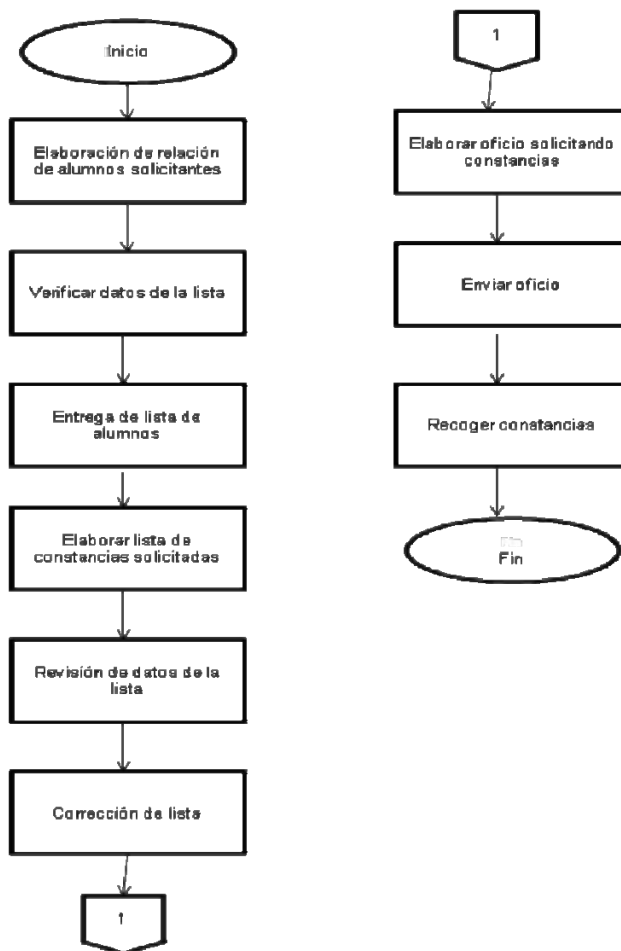 Inicio
Elaboración de relación
de alumnos solicitantes
Verificar datos de la lista
Entrega de lista de
alumnos
Elaborar lista de
constancias solicitadas
Revisión de datos de la
lista
Corrección de lista
1
1
Elaborar oficio solicitando
constancias
Enviar oficio
Recoger constancias
Fin
Fin